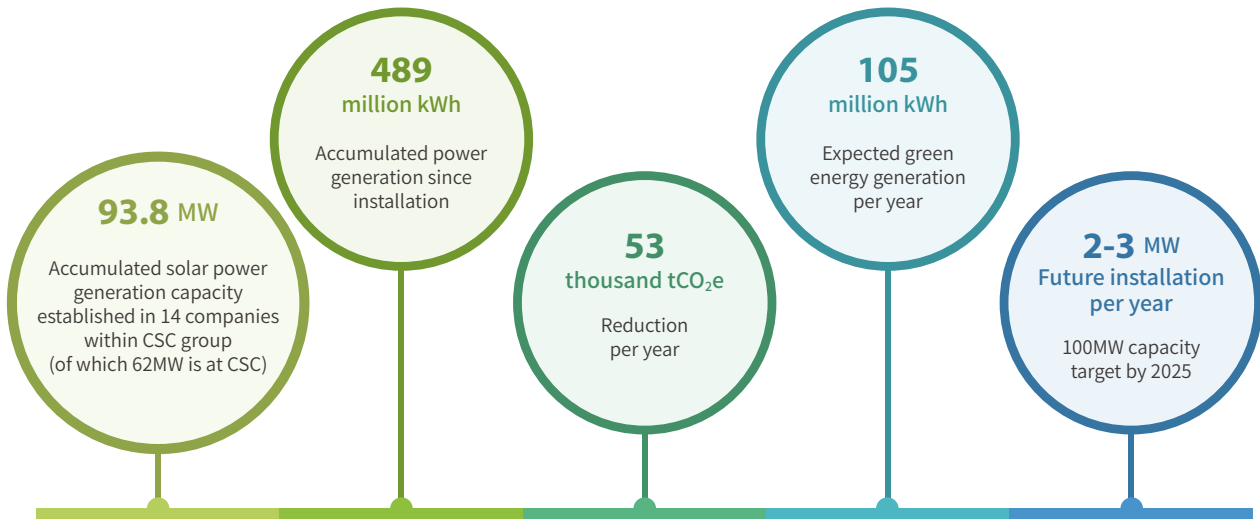 93.8 MW
Accumulated solar power
generation capacity
established in 14 companies
within CSC group
(of which 62MW is at CSC)
489
million kWh
Accumulated power
generation since
installation
53
thousand tCO₂e
Reduction
per year
105
million kWh
Expected green
energy generation
per year
2-3 MW
Future installation
per year
100MW capacity
target by 2025